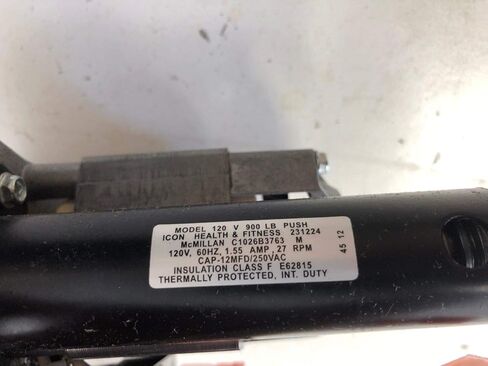 MODEL 120 V 900 LB PUSH
ICON HEALTH & FITNESS 231224
McMILLAN C1026B3763 M
120V, 60HZ, 1.55 AMP, 27 RPM
CAP-12MFD/250VAC
INSULATION CLASS F E62815
THERMALLY PROTECTED, INT. DUTY
45 12